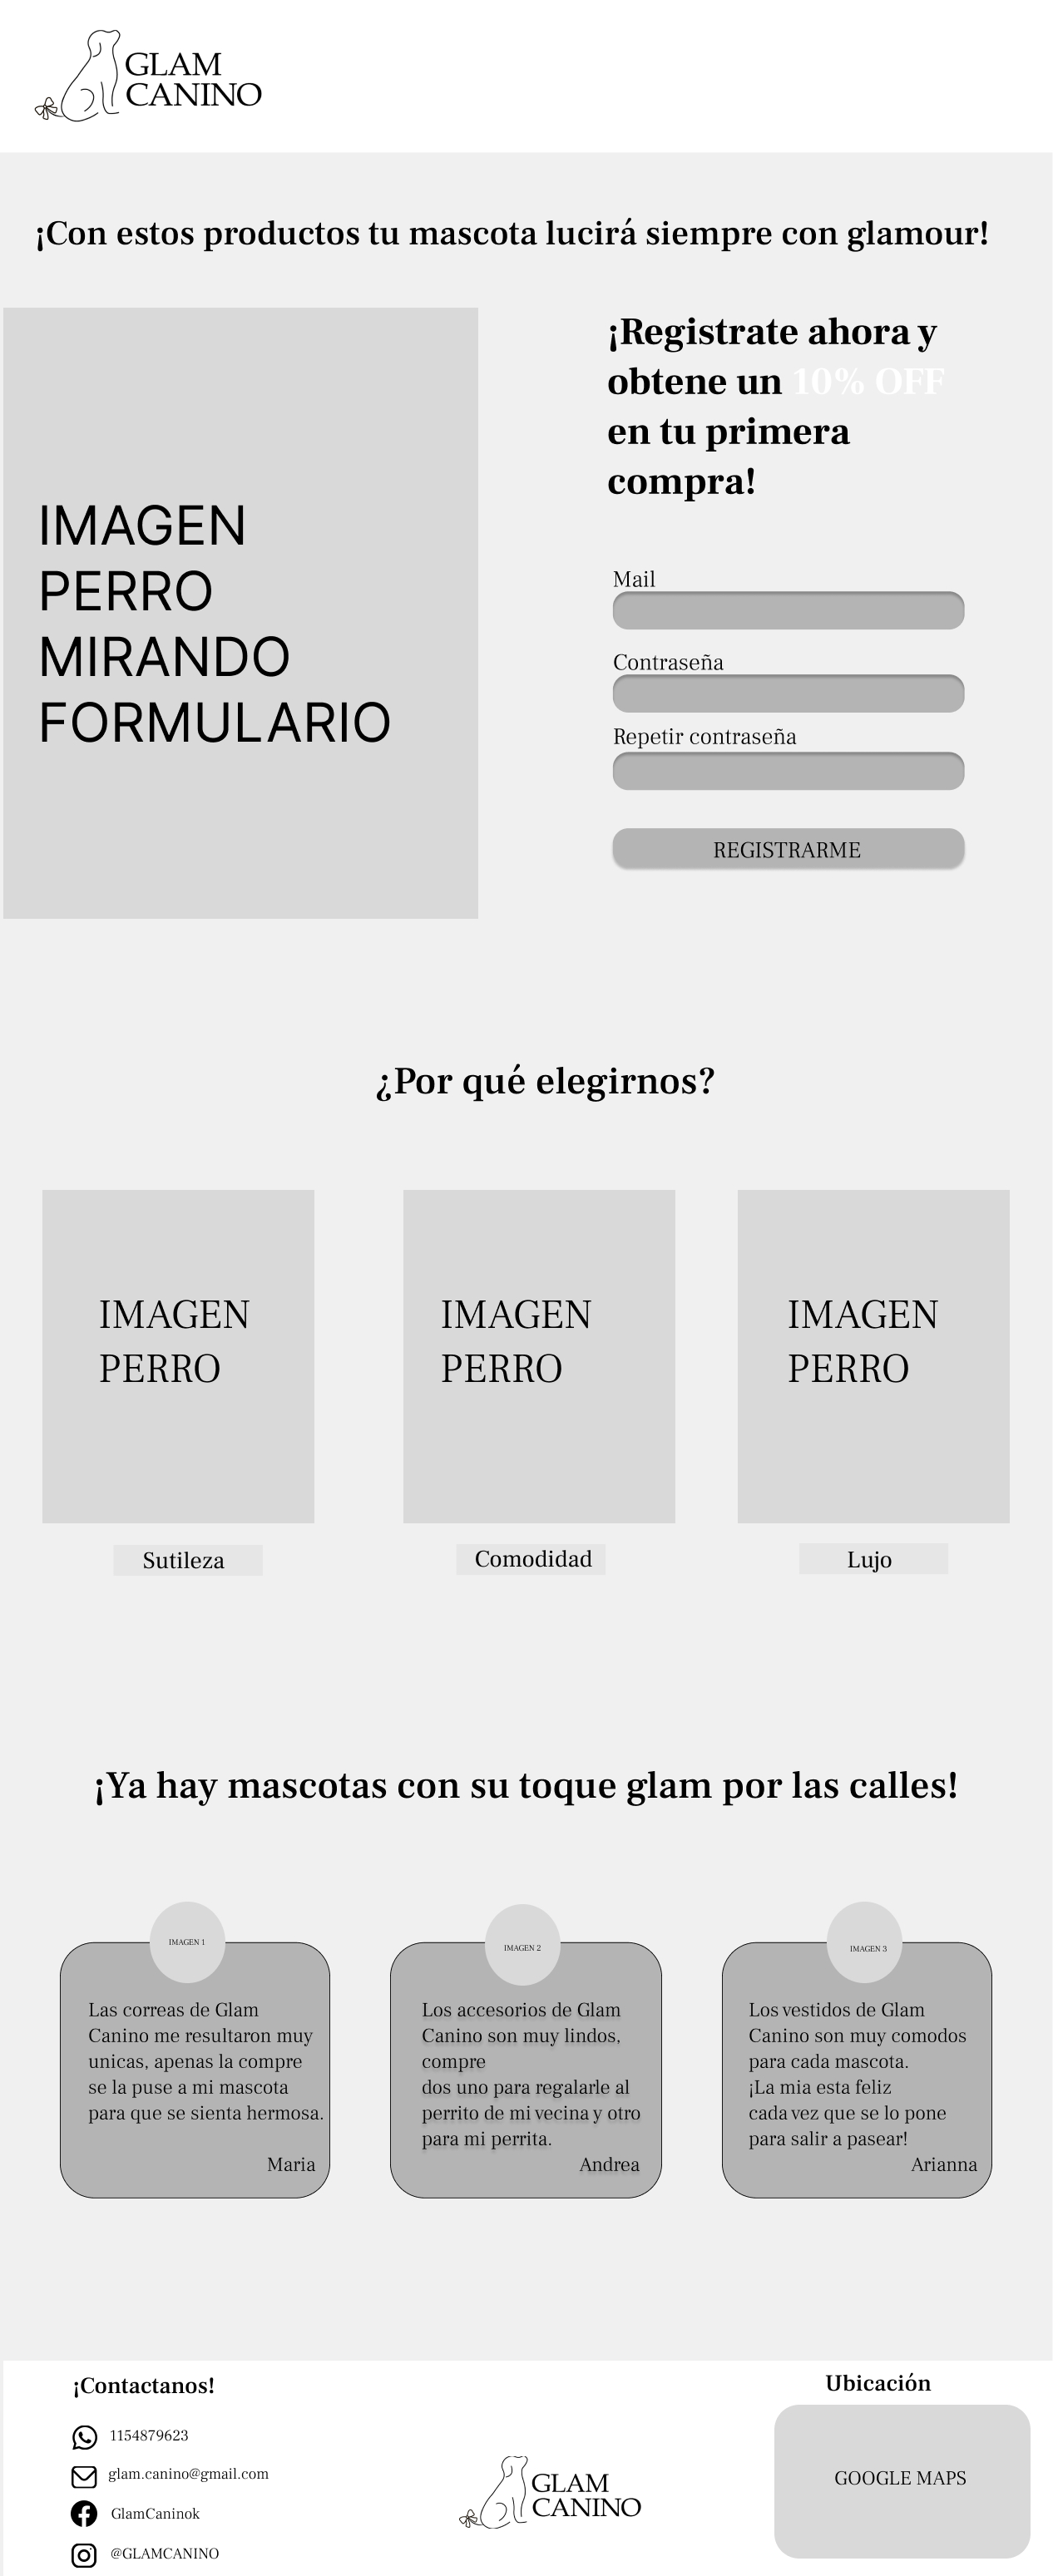 GLAM
CANINO
¡Con estos productos tu mascota lucirá siempre con glamour!
IMAGEN
PERRO
MIRANDO
FORMULARIO
¡Registrate ahora y
obtene un 10% OFF
en tu primera
compra!
Mail
Contraseña
Repetir contraseña
REGISTRARME
¿Por qué elegirnos?
IMAGEN
PERRO
IMAGEN
PERRO
IMAGEN
PERRO
Sutileza
Comodidad
Lujo
¡Ya hay mascotas con su toque glam por las calles!
IMAGEN 1
Las correas de Glam
Canino me resultaron muy
unicas, apenas la compre
se la puse a mi mascota
para que se sienta hermosa.
Maria
IMAGEN 2
Los accesorios de Glam
Canino son muy lindos,
compre
dos uno para regalarle al
perrito de mi vecina y otro
para mi perrita.
Andrea
IMAGEN 3
Los vestidos de Glam
Canino son muy comodos
para cada mascota.
¡La mia esta feliz
cada vez que se lo pone
para salir a pasear!
Arianna
¡Contactanos!
1154879623
glam.canino@gmail.com
GlamCaninok
@GLAMCANINO
GLAM
CANINO
Ubicación
GOOGLE MAPS